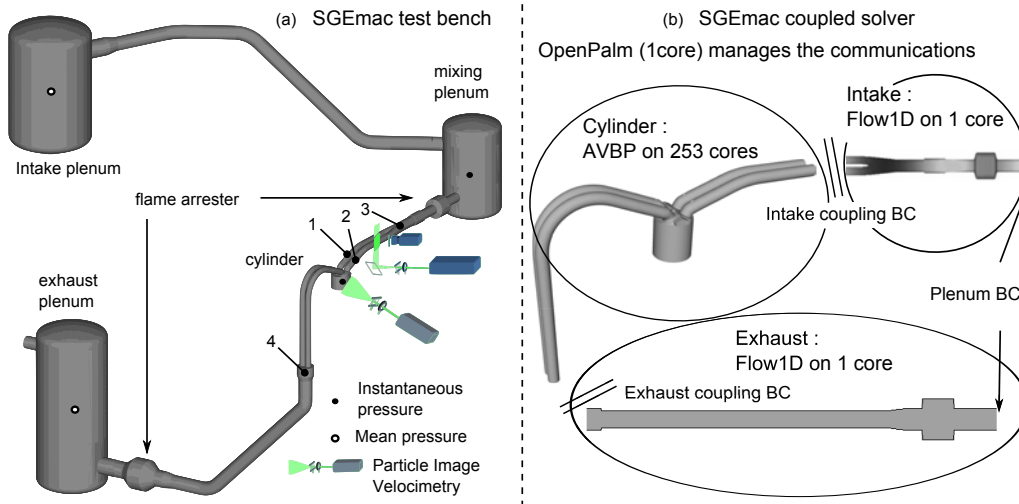 (a) SGEmac test bench
mixing
plenum
Intake plenum
flame arrester
1
2
3
cylinder
exhaust
plenum
4
Instantaneous
pressure
Mean pressure
Particle Image
Velocimetry
(b) SGEmac coupled solver
OpenPalm (1core) manages the communications
Cylinder :
AVBP on 253 cores
Intake :
Flow1D on 1 core
Intake coupling BC
Plenum BC
Exhaust :
Flow1D on 1 core
Exhaust coupling BC